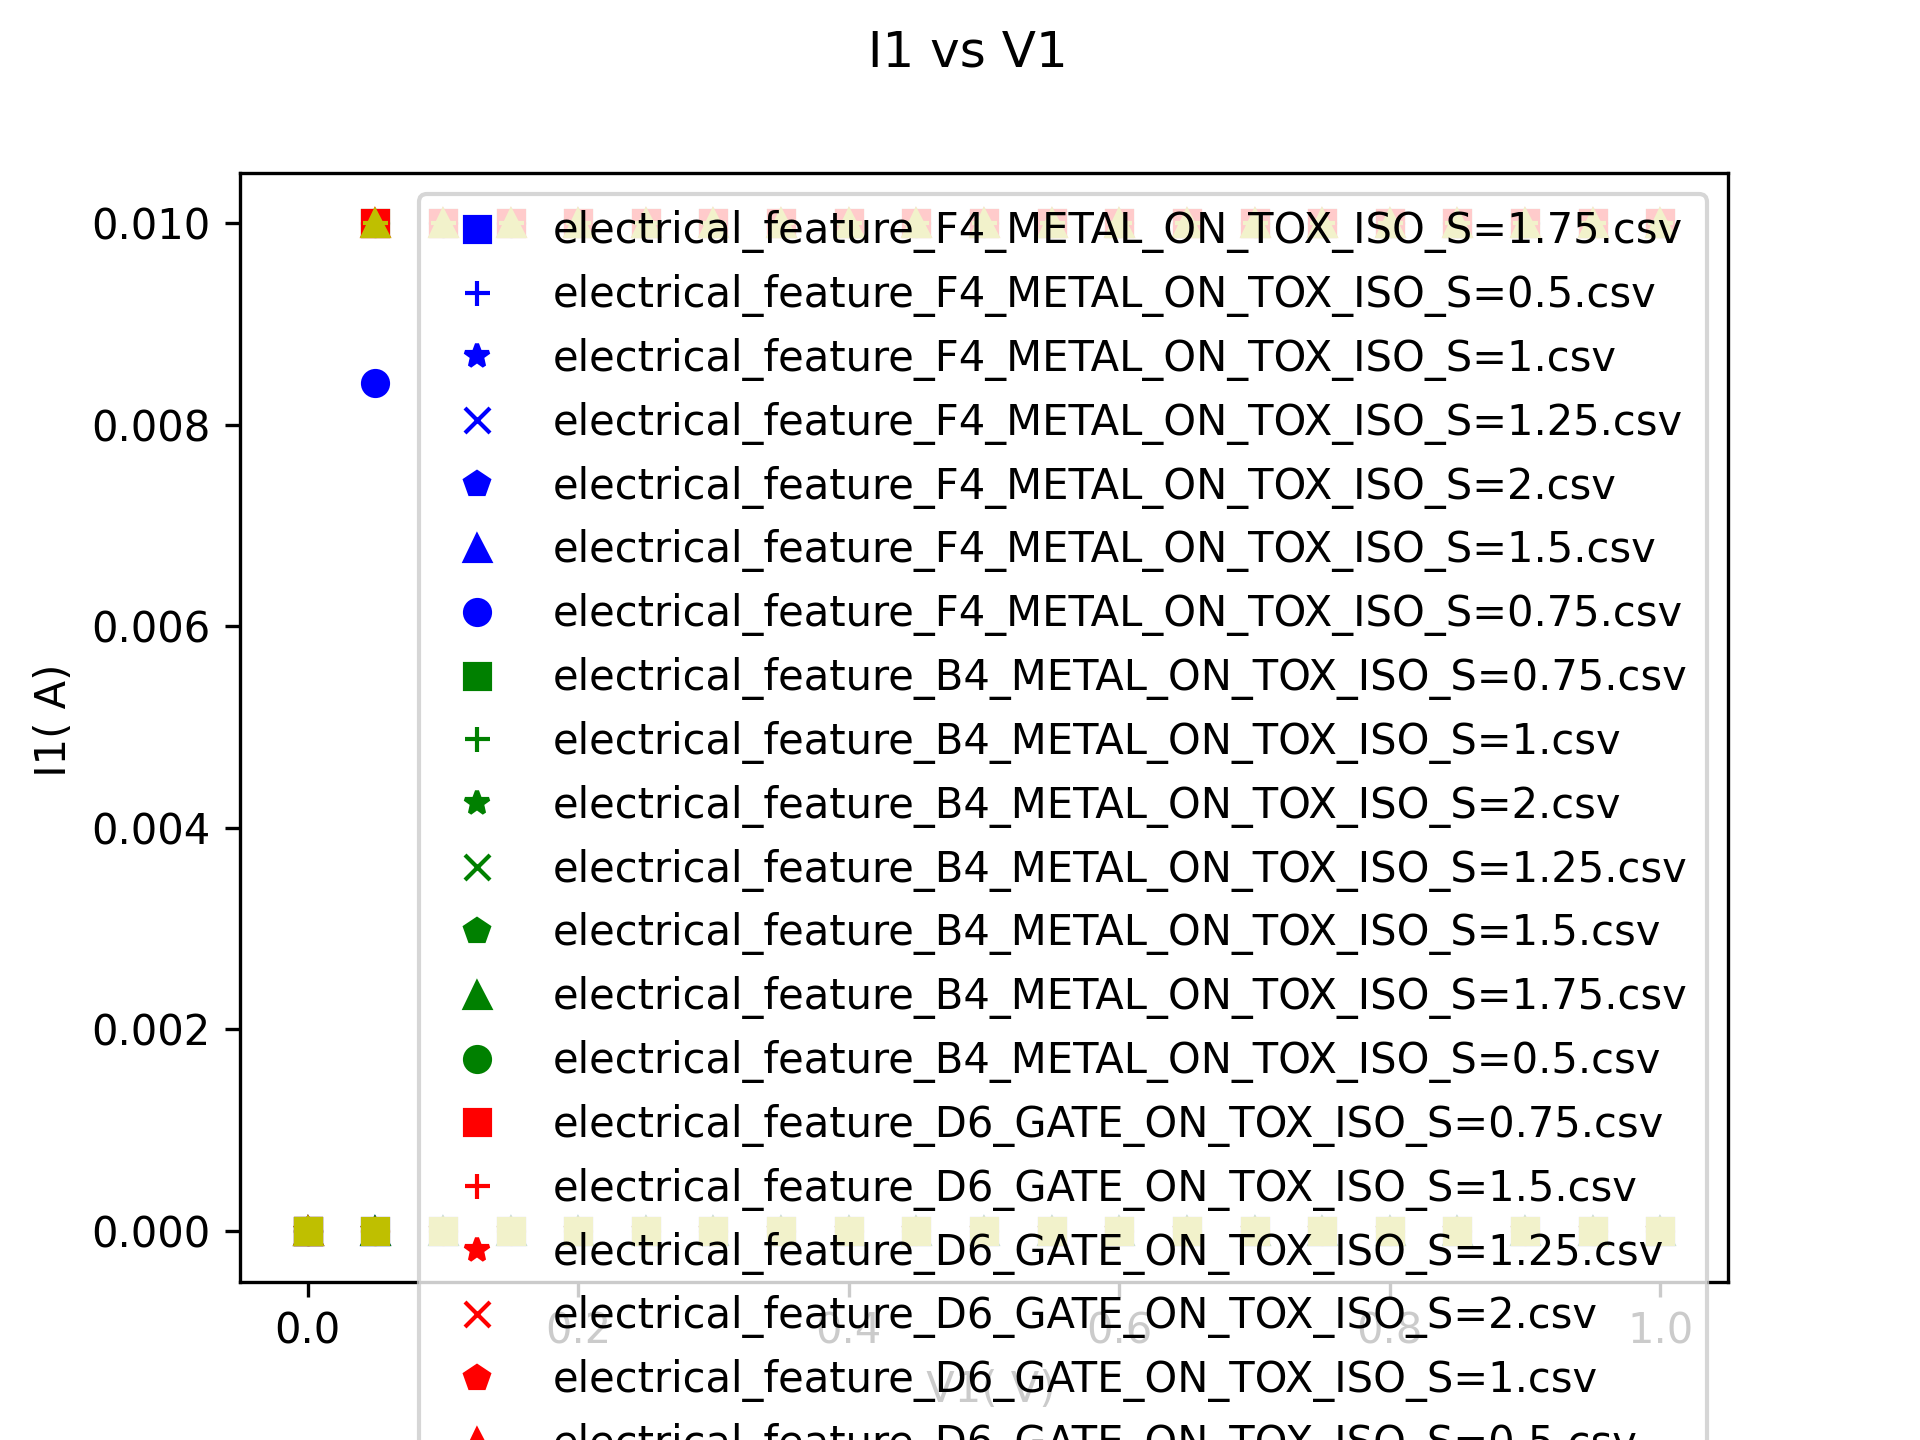 I1 vs V1
0.010
0.008
0.006
0.004
0.002
0.000
I1( A)
electrical_feature_F4_METAL_ON_TOX_ISO_S=1.75.csv
electrical_feature_F4_METAL_ON_TOX_ISO_S=0.5.csv
electrical_feature_F4_METAL_ON_TOX_ISO_S=1.csv
electrical_feature_F4_METAL_ON_TOX_ISO_S=1.25.csv
electrical_feature_F4_METAL_ON_TOX_ISO_S=2.csv
electrical_feature_F4_METAL_ON_TOX_ISO_S=1.5.csv
electrical_feature_F4_METAL_ON_TOX_ISO_S=0.75.csv
electrical_feature_B4_METAL_ON_TOX_ISO_S=0.75.csv
electrical_feature_B4_METAL_ON_TOX_ISO_S=1.csv
electrical_feature_B4_METAL_ON_TOX_ISO_S=2.csv
electrical_feature_B4_METAL_ON_TOX_ISO_S=1.25.csv
electrical_feature_B4_METAL_ON_TOX_ISO_S=1.5.csv
electrical_feature_B4_METAL_ON_TOX_ISO_S=1.75.csv
electrical_feature_B4_METAL_ON_TOX_ISO_S=0.5.csv
electrical_feature_D6_GATE_ON_TOX_ISO_S=0.75.csv
electrical_feature_D6_GATE_ON_TOX_ISO_S=1.5.csv
electrical_feature_D6_GATE_ON_TOX_ISO_S=1.25.csv
electrical_feature_D6_GATE_ON_TOX_ISO_S=2.csv
electrical_feature_D6_GATE_ON_TOX_ISO_S=1.csv
electrical_feature_D6_GATE_ON_TOX_ISO_S=0.5.csv
0.0 0.2 0.4 0.6 0.8 1.0
V1( V)